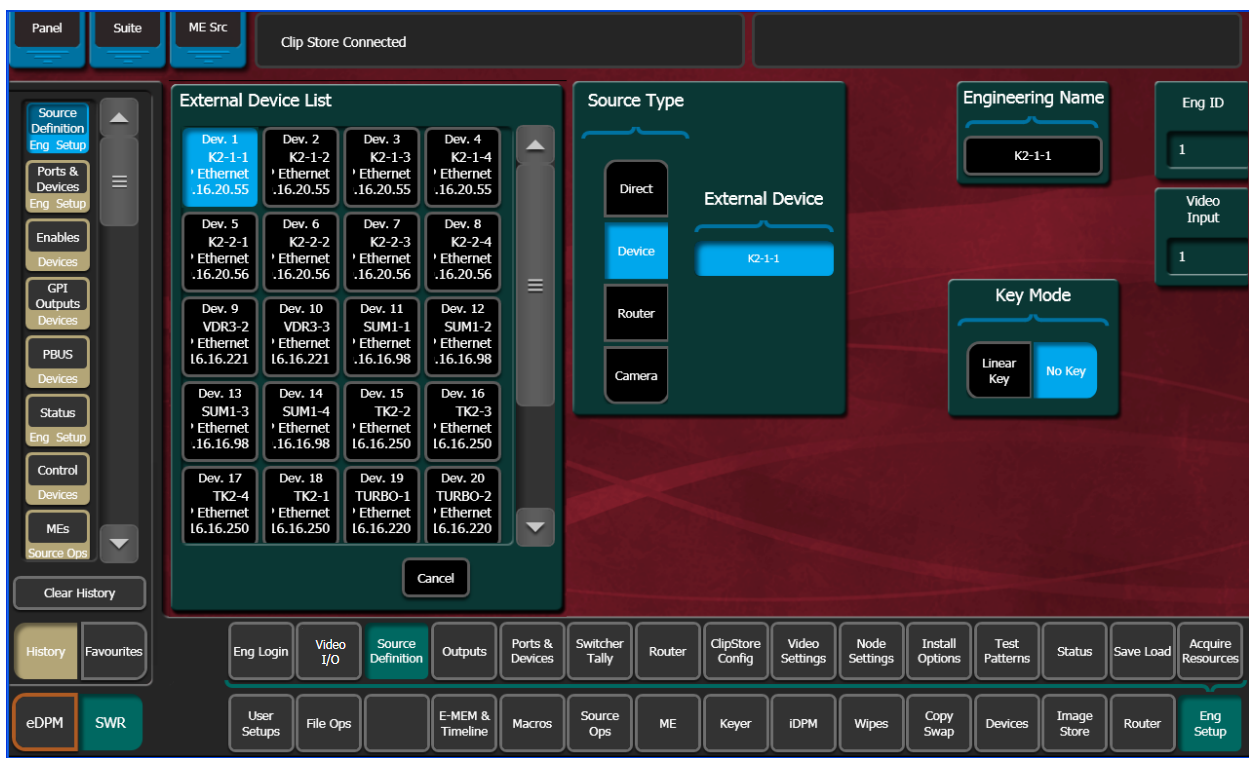 Panel
Suite
ME Src
Clip Store Connected
Source
Definition
Eng Setup
Ports &
Devices
Eng Setup
Enables
Devices
GPI
Outputs
Devices
PBUS
Devices
Status
Eng Setup
Control
Devices
MEs
Source Ops
Clear History
History
Favourites
eDPM
SWR
External Device List
Dev. 1
K2-1-1
Ethernet
.16.20.55
Dev. 2
K2-1-2
Ethernet
.16.20.55
Dev. 3
K2-1-3
Ethernet
.16.20.55
Dev. 4
K2-1-4
Ethernet
.16.20.55
Dev. 5
K2-2-1
Ethernet
.16.20.56
Dev. 6
K2-2-2
Ethernet
.16.20.56
Dev. 7
K2-2-3
Ethernet
.16.20.56
Dev. 8
K2-2-4
Ethernet
.16.20.56
Dev. 9
VDR3-2
Ethernet
16.16.221
Dev. 10
VDR3-3
Ethernet
16.16.221
Dev. 11
SUM1-1
Ethernet
.16.16.98
Dev. 12
SUM1-2
Ethernet
.16.16.98
Dev. 13
SUM1-3
Ethernet
.16.16.98
Dev. 14
SUM1-4
Ethernet
.16.16.98
Dev. 15
TK2-2
Ethernet
16.16.250
Dev. 16
TK2-3
Ethernet
16.16.250
Dev. 17
TK2-4
Ethernet
16.16.250
Dev. 18
TK2-1
Ethernet
16.16.250
Dev. 19
TURBO-1
Ethernet
16.16.220
Dev. 20
TURBO-2
Ethernet
16.16.220
Cancel
Source Type
Direct
Device
Router
Camera
External Device
K2-1-1
Engineering Name
K2-1-1
Eng ID
1
Video
Input
1
Key Mode
Linear
Key
No Key
Eng Login
Video
I/O
Source
Definition
Outputs
Ports &
Devices
Switcher
Tally
Router
ClipStore
Config
Video
Settings
Node
Settings
Install
Options
Test
Patterns
Status
Save Load
Acquire
Resources
User
Setups
File Ops
E-MEM &
Timeline
Macros
Source
Ops
ME
Keyer
iDPM
Wipes
Copy
Swap
Devices
Image
Store
Router
Eng
Setup